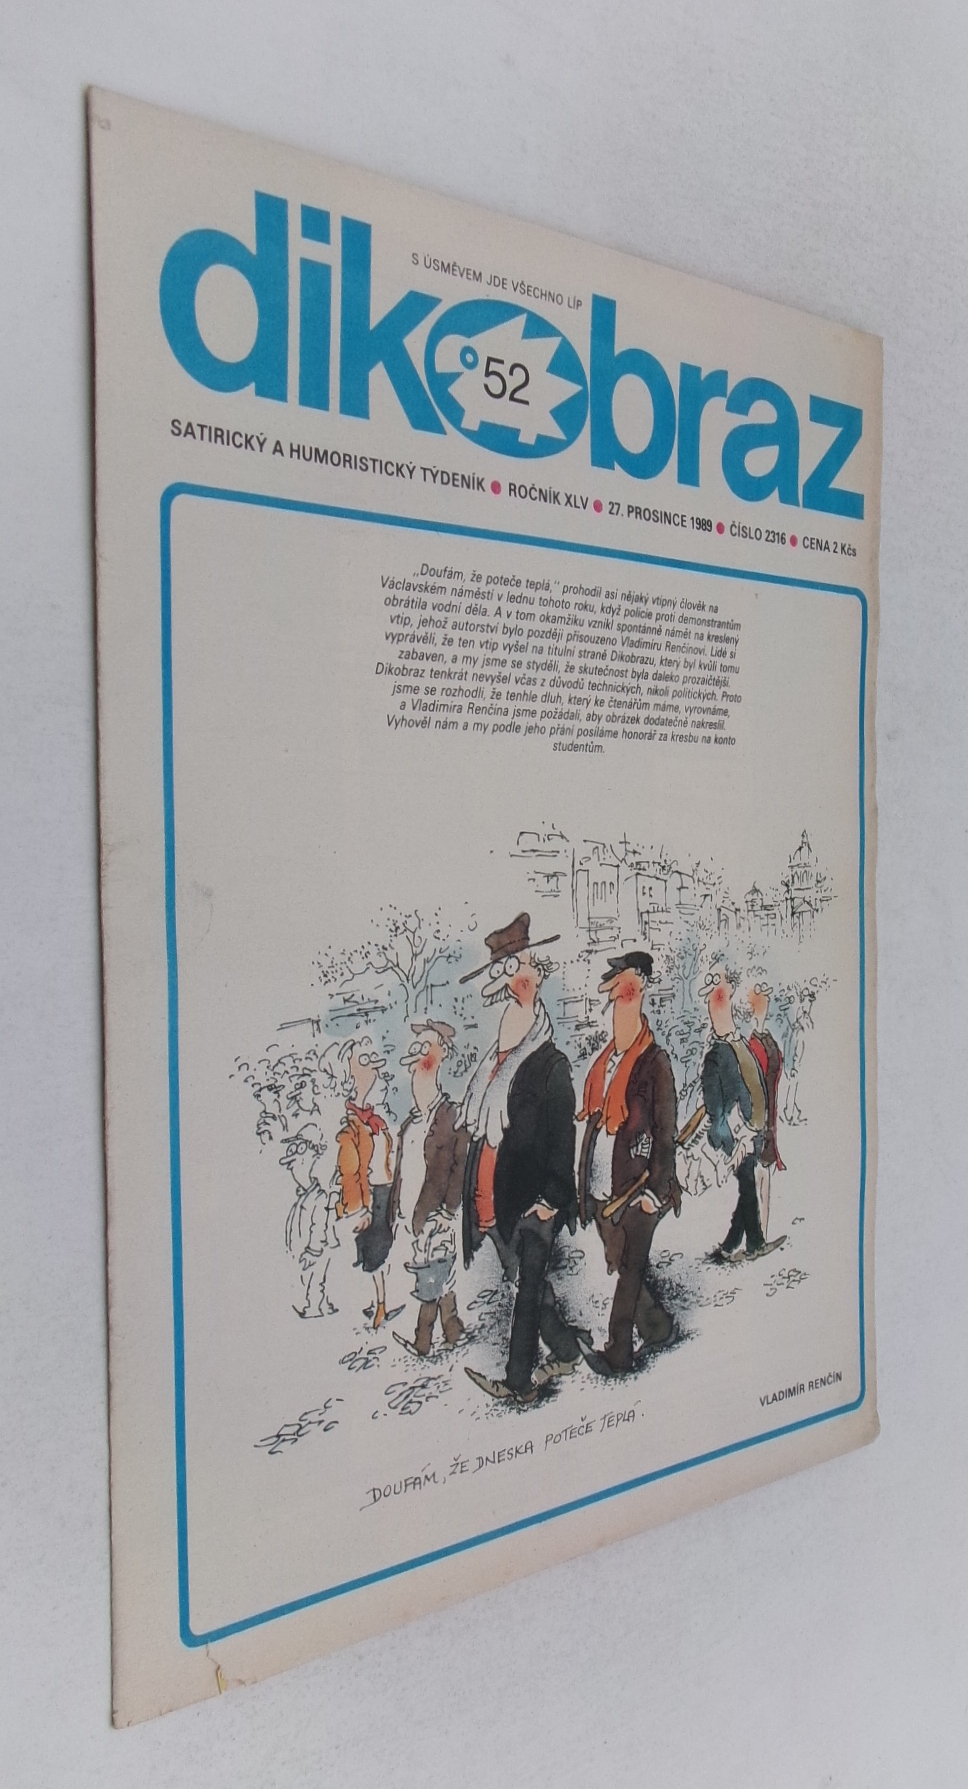 S ÚSMĚVEM JDE VŠECHNO LÍP
dikobraz
52
SATIRICKÝ A HUMORISTICKÝ TÝDENÍK ● ROČNÍK XLV ● 27. PROSINCE 1989 ● ČÍSLO 2316 ● CENA 2 Kčs
„Doufám, že poteče teplá,“ prohodil asi nějaký vtipný člověk na
Václavském náměstí v lednu tohoto roku, když policie proti demonstrantům
obrátila vodní děla. A v tom okamžiku vznikl spontánně námět na kreslený
vtip, jehož autorství bylo později přisouzeno Vladimíru Renčínovi. Lidé si
vyprávěli, že ten vtip vyšel na titulní straně Dikobrazu, který byl kvůli tomu
zabaven, a my jsme se styděli, že skutečnost byla daleko prozaičtější.
Dikobraz tenkrát nevyšel včas z důvodů technických, nikoli politických. Proto
jsme se rozhodli, že tenhle dluh, který ke čtenářům máme, vyrovnáme,
a Vladimíra Renčína jsme požádali, aby obrázek dodatečně nakreslil.
Vyhověl nám a my podle jeho přání posíláme honorář za kresbu na konto
studentům.
VLADIMÍR RENČÍN
DOUFÁM, ŽE DNESKA POTEČE TEPLÁ.